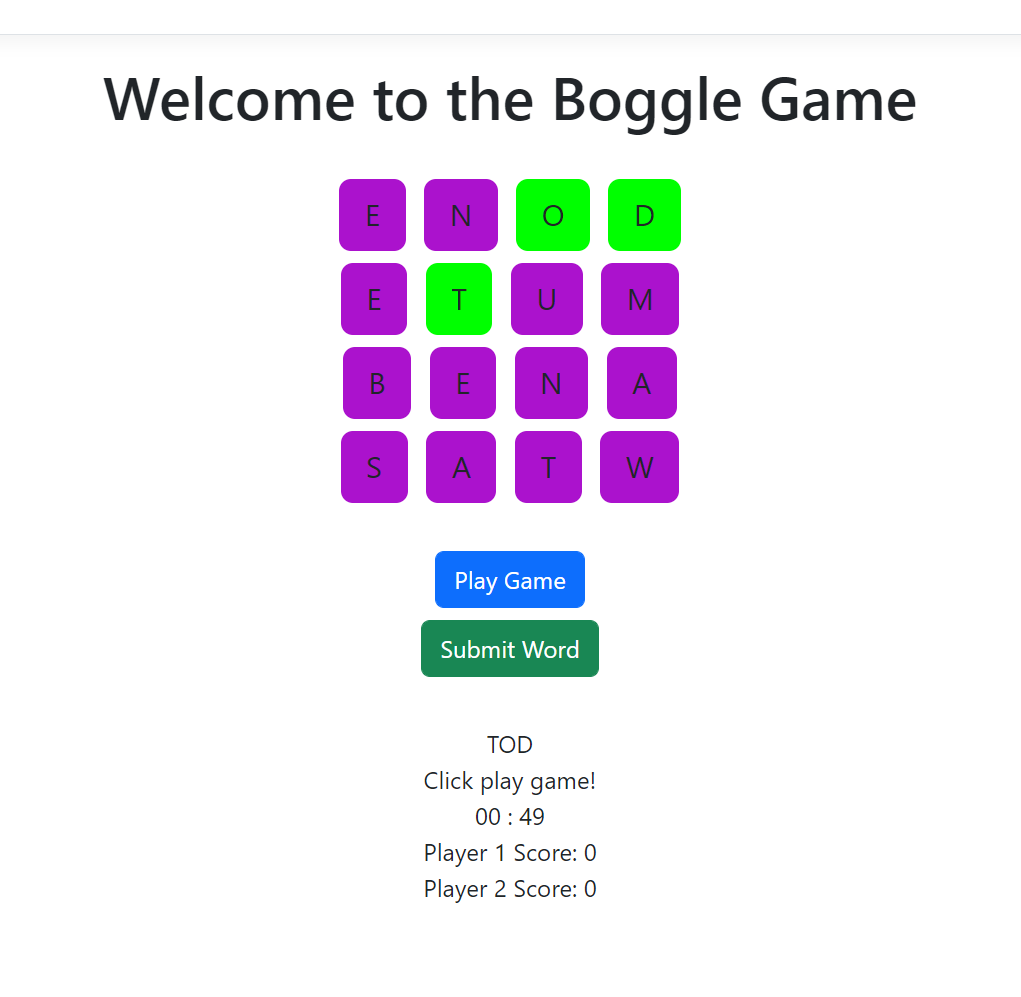 Welcome to the Boggle Game
E N O D
E T U M
B E N A
S A T W
Play Game
Submit Word
TOD
Click play game!
00 : 49
Player 1 Score: 0
Player 2 Score: 0